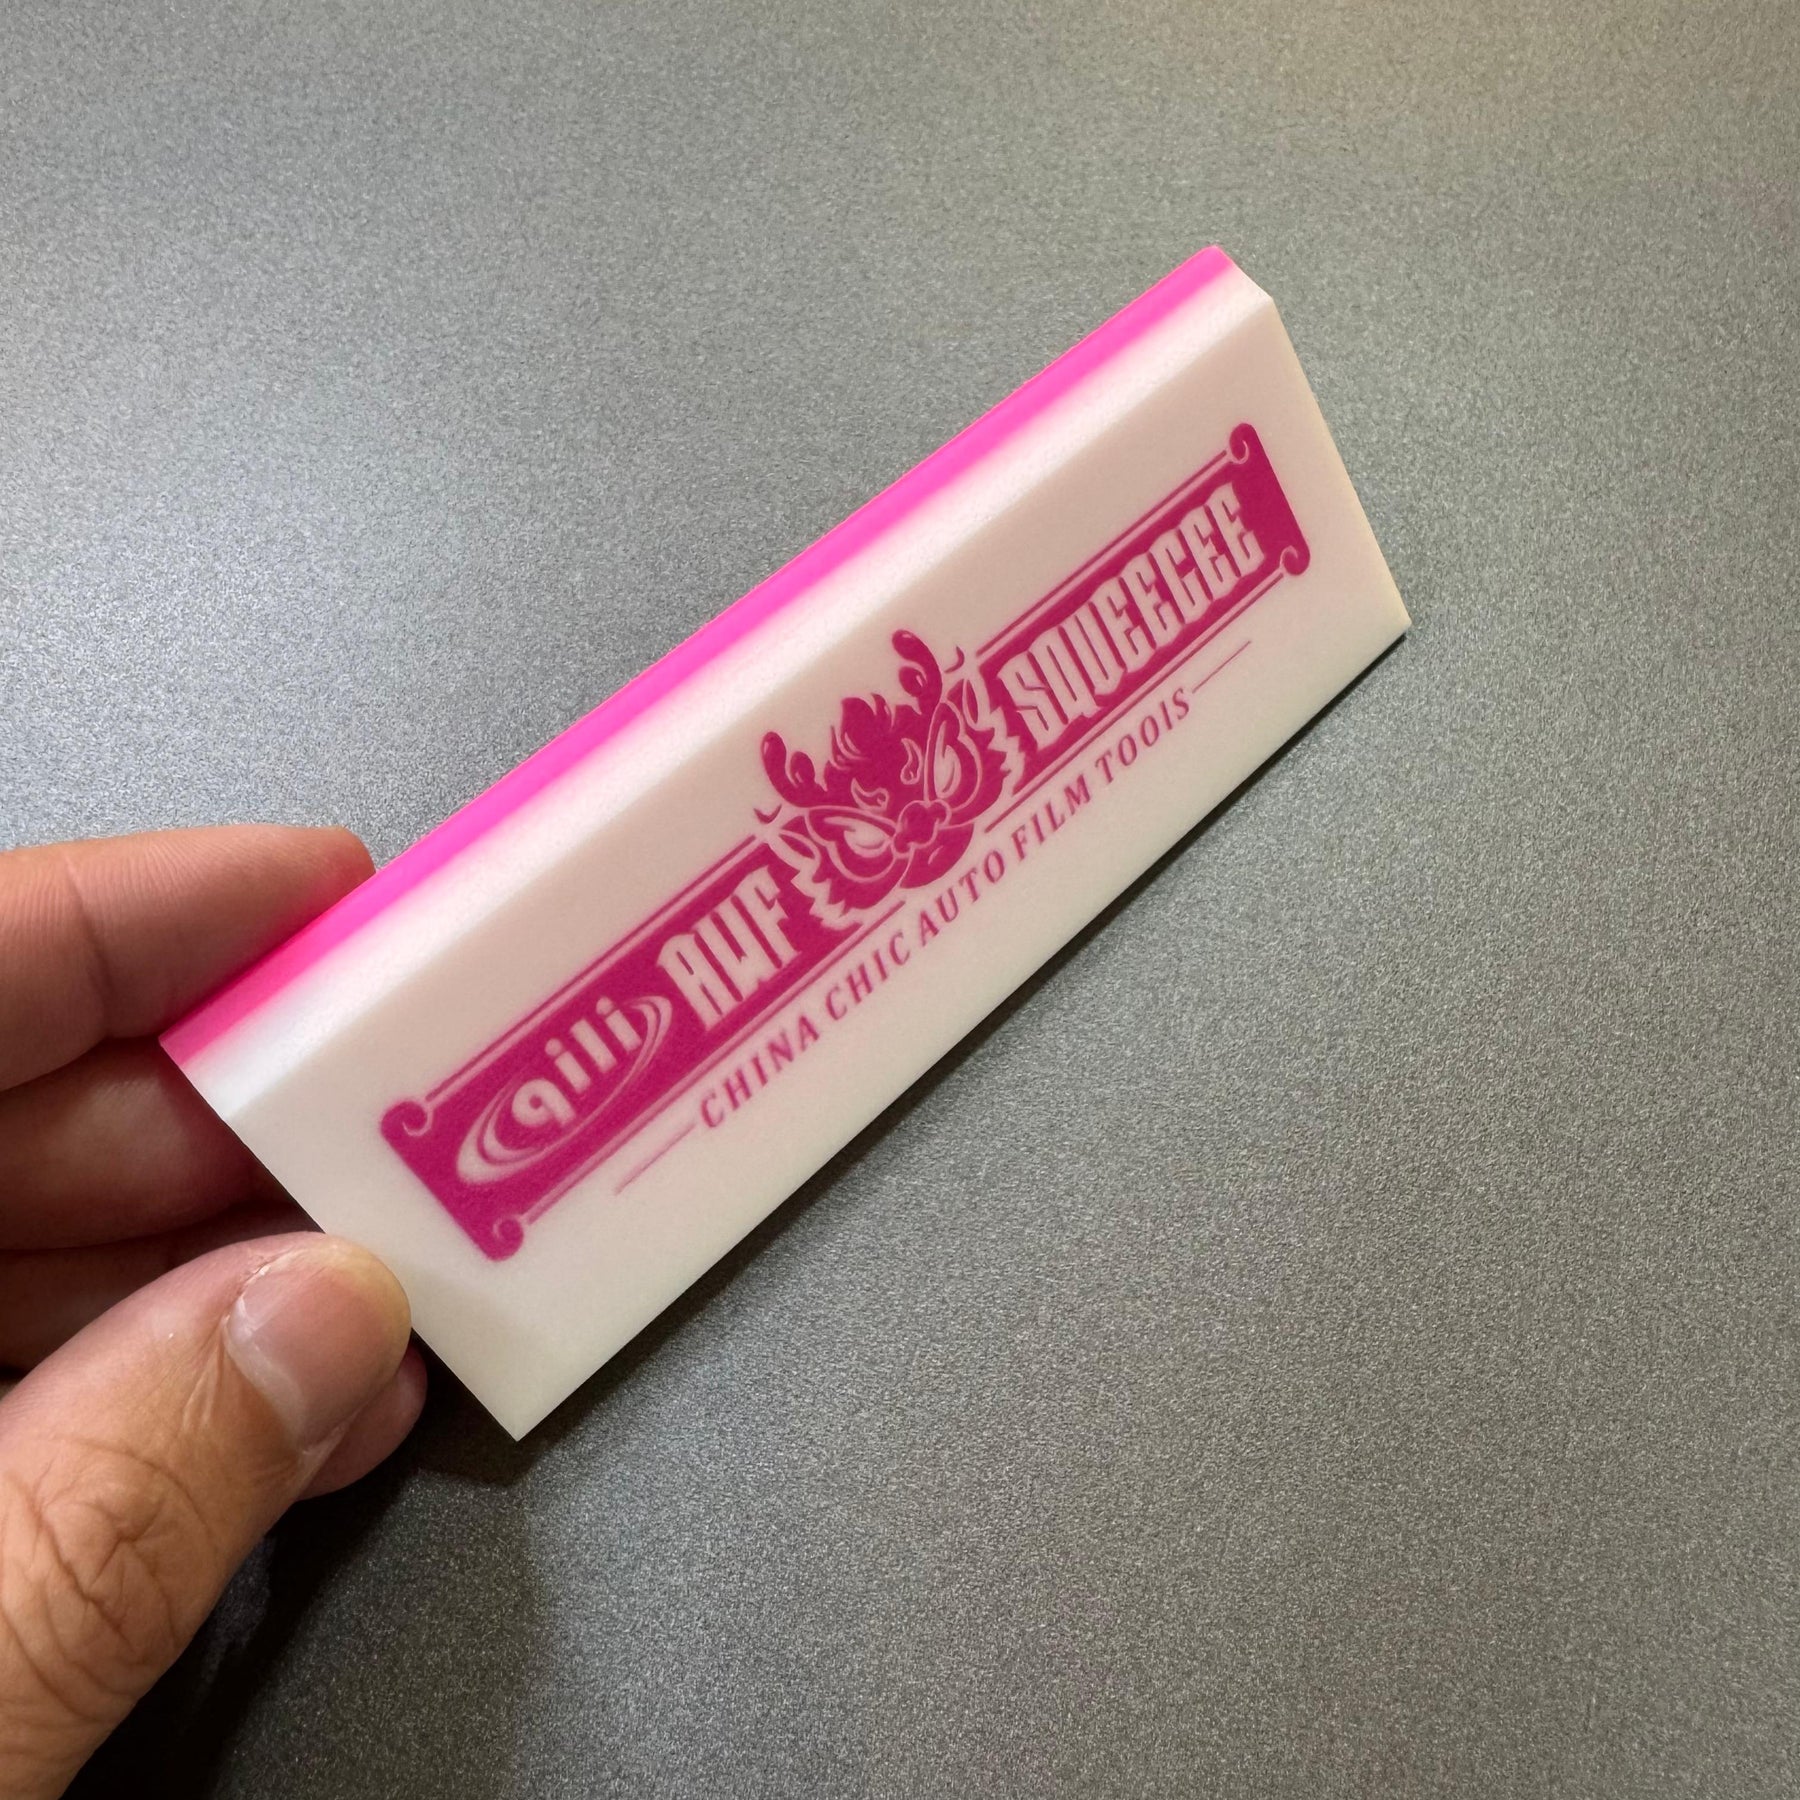 qili AWF SQUEEGEE
CHINA CHIC AUTO FILM TOOIS